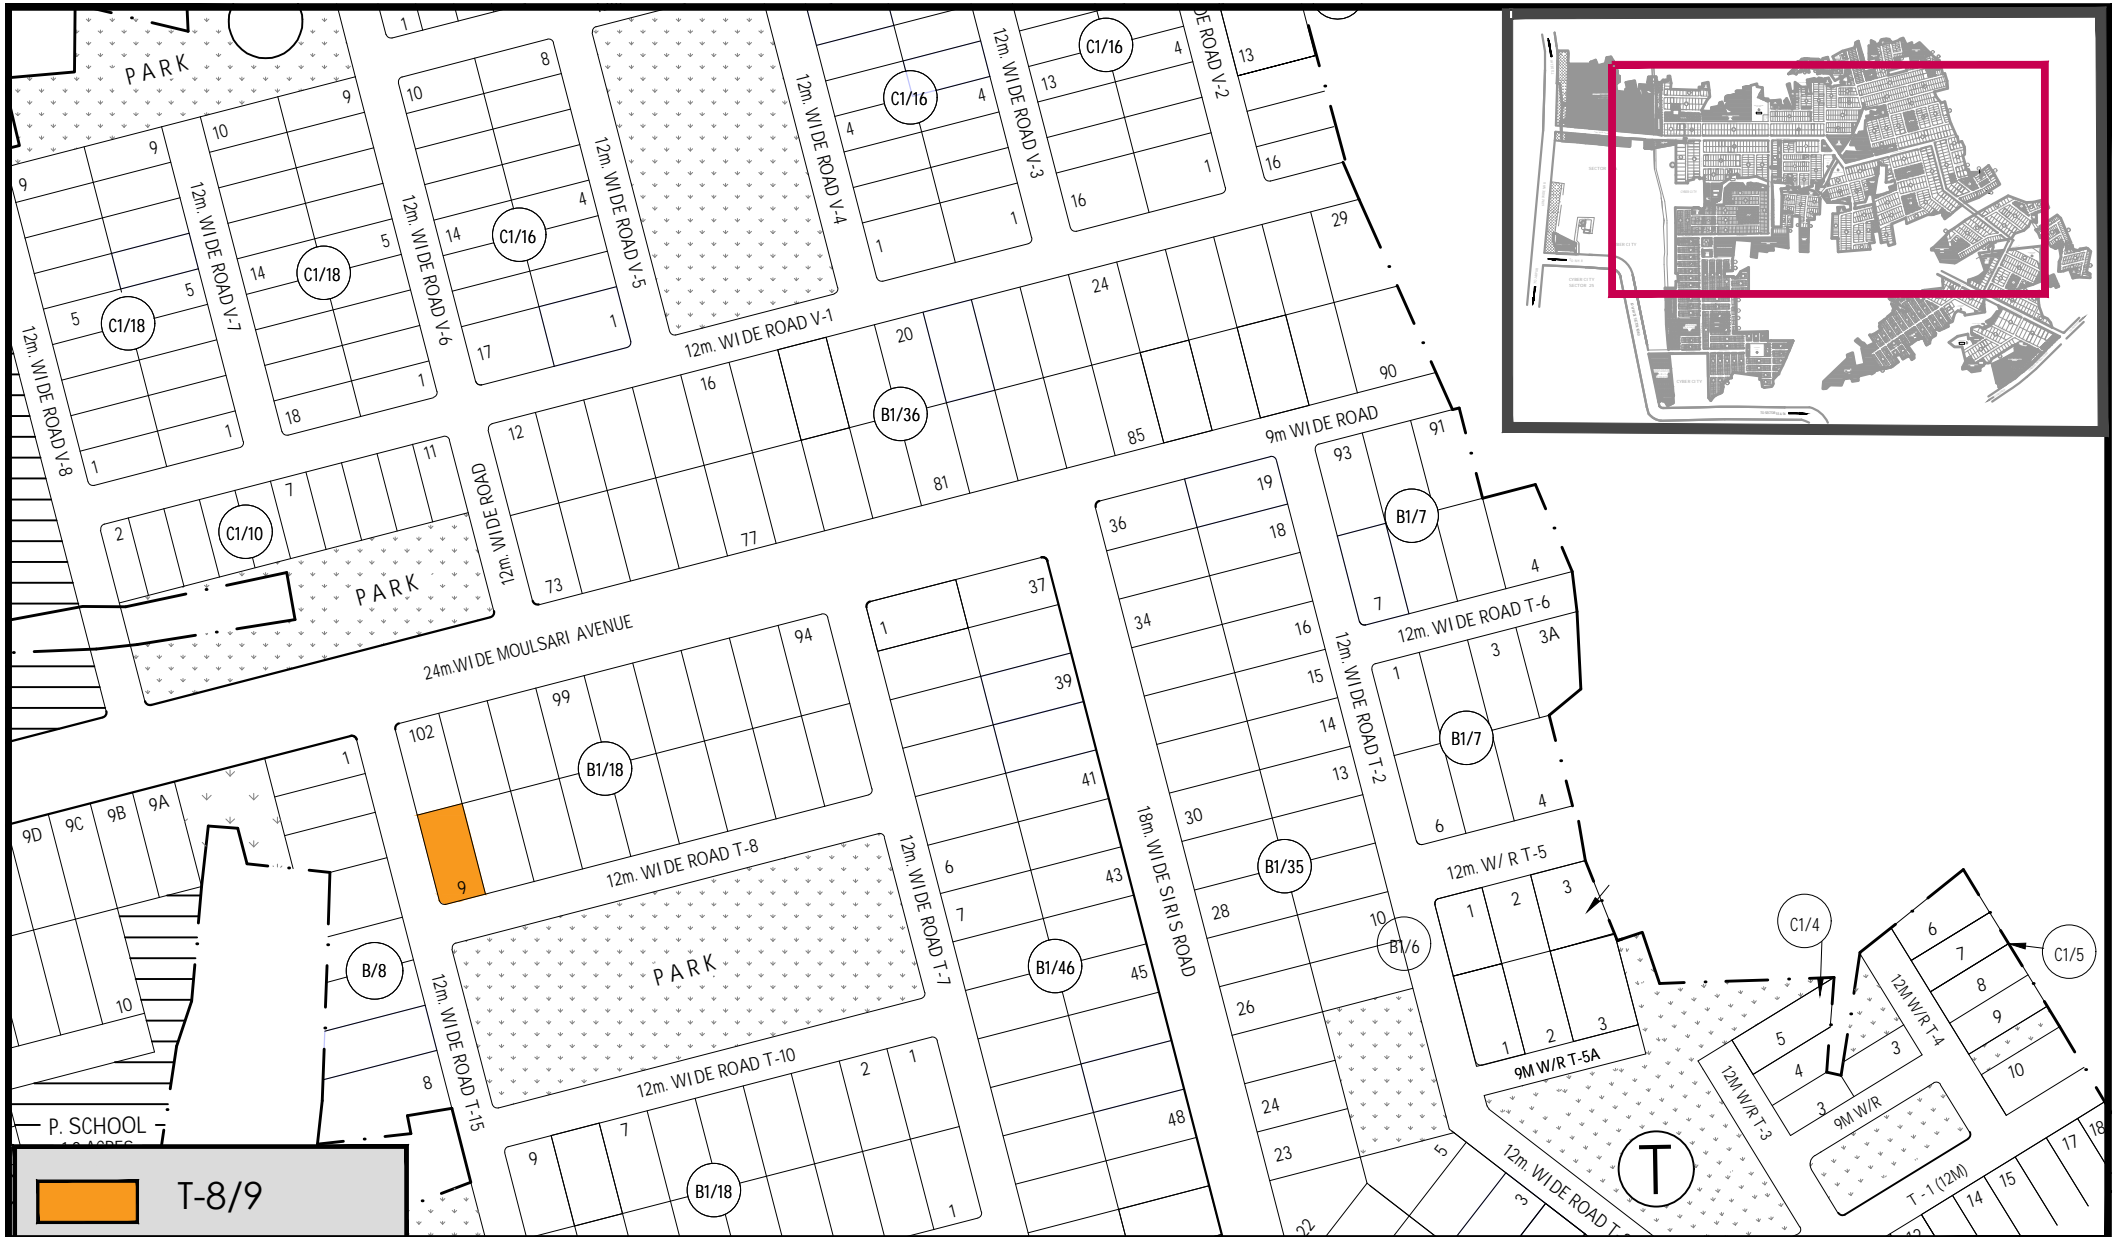 PARK
1
8
10
9
9
10
9
14
5
4
14
5
5
1
17
1
18
1
1
C1/18
C1/18
C1/16
C1/16
C1/16
12m. WIDE ROAD V-8
12m. WIDE ROAD V-7
12m. WIDE ROAD V-6
12m. WIDE ROAD V-5
12m. WIDE ROAD V-4
12m. WIDE ROAD V-3
DE ROAD V-2
4
4
1
1
13
4
16
1
13
16
12m. WIDE ROAD V-1
29
24
20
16
12
B1/36
90
85
81
77
73
9m WIDE ROAD
2
7
11
C1/10
PARK
12m. WIDE ROAD
24m.WIDE MOULSARI AVENUE
102
99
94
B1/18
9
12m. WIDE ROAD T-8
PARK
12m. WIDE ROAD T-10
12m. WIDE ROAD T-7
12m. WIDE ROAD T-15
1
9D
9C
9B
9A
10
B/8
8
P. SCHOOL
9
7
2
1
B1/18
1
1
37
39
41
6
43
7
45
48
B1/46
18m. WIDE SIRIS ROAD
36
19
18
34
16
15
14
13
30
B1/35
28
10
26
24
23
22
12m. WIDE ROAD T-2
93
91
B1/7
7
4
12m. WIDE ROAD T-6
1
3
3A
B1/7
6
4
12m. W/ R T-5
1
2
3
B1/6
1
2
3
9M W/R T-5A
T
5
3
12m. WIDE ROAD T-
12M W/R T-3
5
4
3
3
9M W/R
C1/4
12M W/R T-4
6
7
8
9
10
C1/5
T -1 (12M)
14
15
17
18
T-8/9